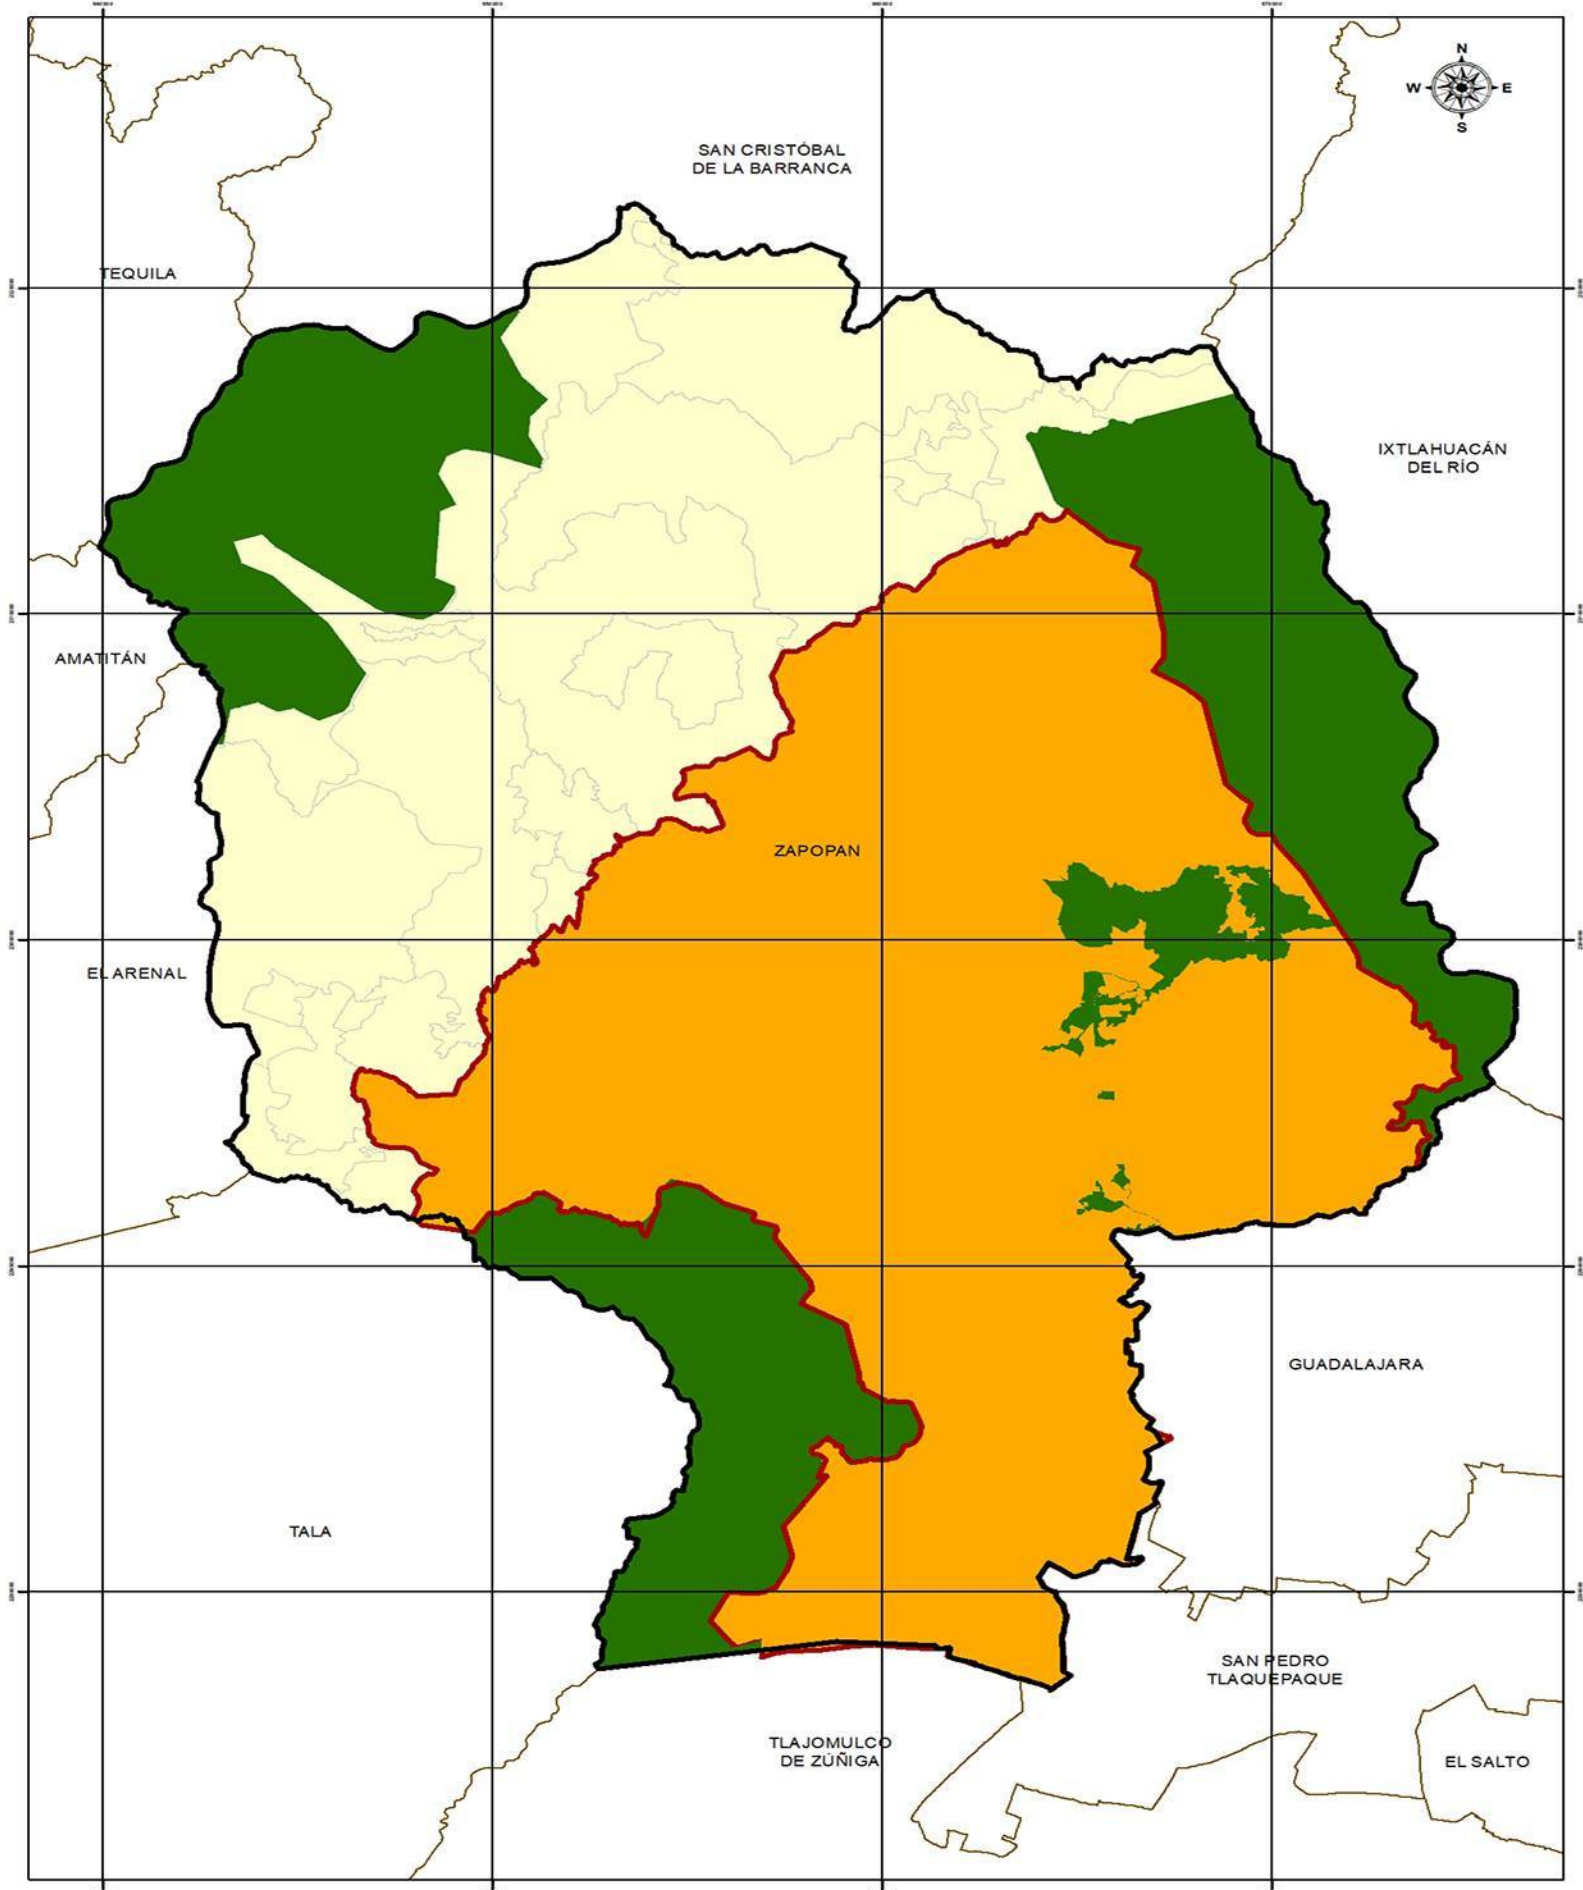 N
W E
S
SAN CRISTÓBAL
DE LA BARRANCA
TEQUILA
IXTLAHUACÁN
DEL RÍO
AMATITÁN
ZAPOPAN
EL ARENAL
GUADALAJARA
TALA
SAN PEDRO
TLAQUEPAQUE
TLAJOMULCO
DE ZÚÑIGA
EL SALTO